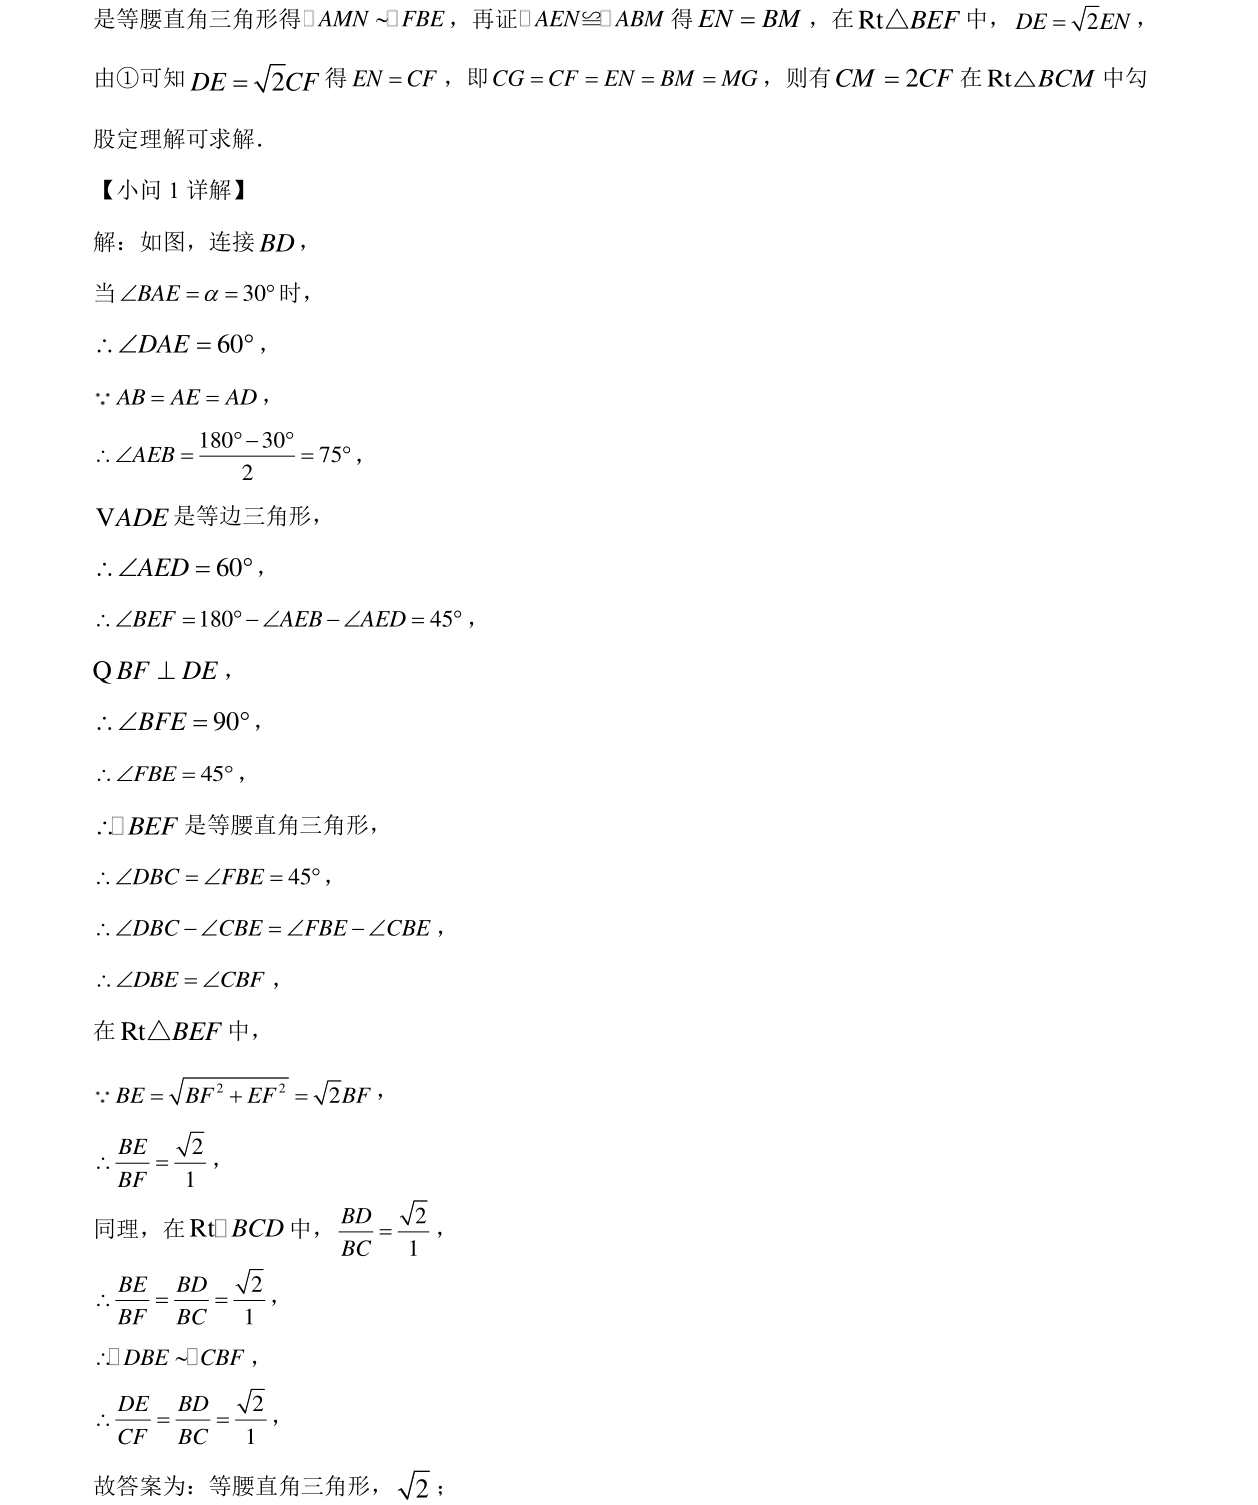 是等腰直角三角形得□AMN ~□FBE，再证□AEN≌□ABM 得 EN = BM，在 Rt△BEF 中，DE = √2EN，
由①可知 DE = √2CF 得 EN = CF，即 CG = CF = EN = BM = MG，则有 CM = 2CF 在 Rt△BCM 中勾
股定理解可求解．
【小问 1 详解】
解：如图，连接 BD，
当 ∠BAE = α = 30° 时，
∴ ∠DAE = 60°，
∵ AB = AE = AD，
∴ ∠AEB = (180° − 30°)/2 = 75°，
VADE 是等边三角形，
∴ ∠AED = 60°，
∴ ∠BEF = 180° − ∠AEB − ∠AED = 45°，
Q BF ⊥ DE，
∴ ∠BFE = 90°，
∴ ∠FBE = 45°，
∴□BEF 是等腰直角三角形，
∴ ∠DBC = ∠FBE = 45°，
∴ ∠DBC − ∠CBE = ∠FBE − ∠CBE，
∴ ∠DBE = ∠CBF，
在 Rt△BEF 中，
∵ BE = √(BF² + EF²) = √2BF，
∴ BE/BF = √2/1，
同理，在 Rt□BCD 中，BD/BC = √2/1，
∴ BE/BF = BD/BC = √2/1，
∴□DBE ~□CBF，
∴ DE/CF = BD/BC = √2/1，
故答案为：等腰直角三角形，√2；